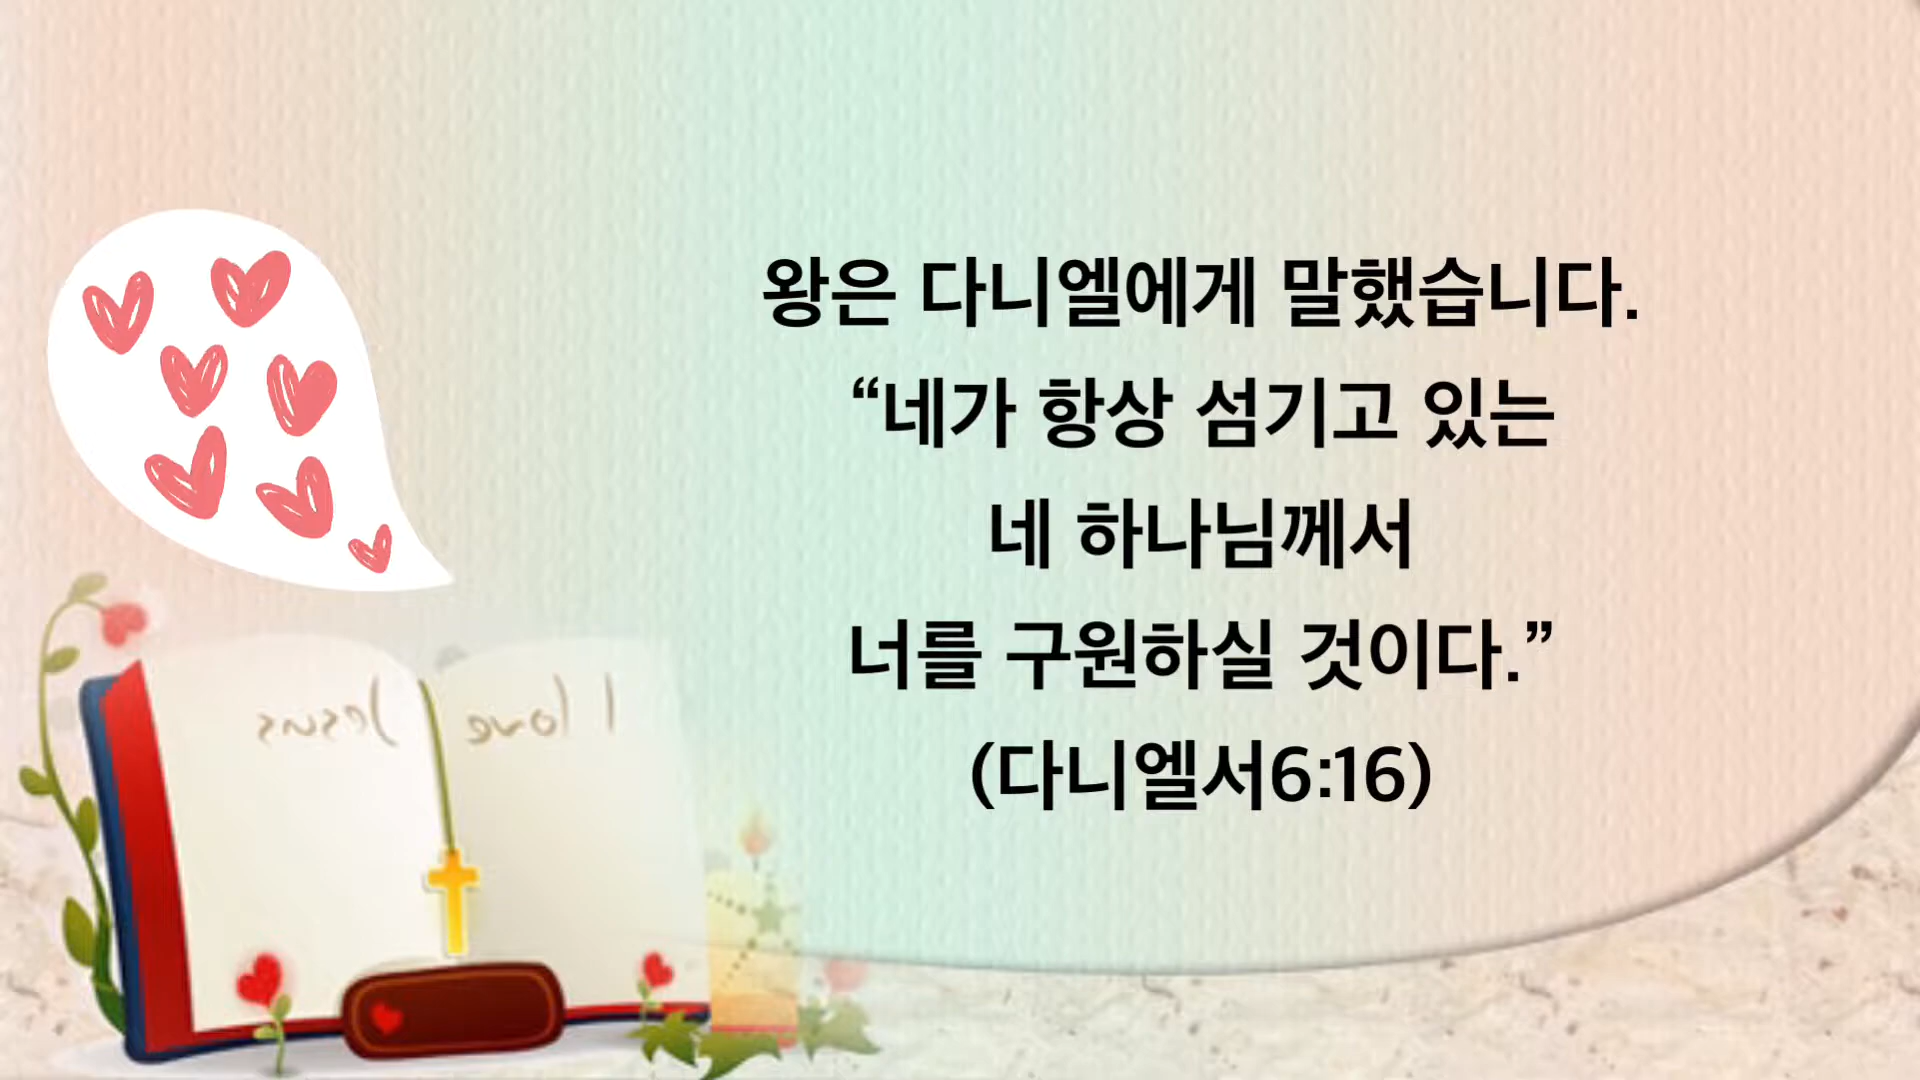 왕은 다니엘에게 말했습니다.
“네가 항상 섬기고 있는
네 하나님께서
너를 구원하실 것이다.”
(다니엘서6:16)
I love Jesus